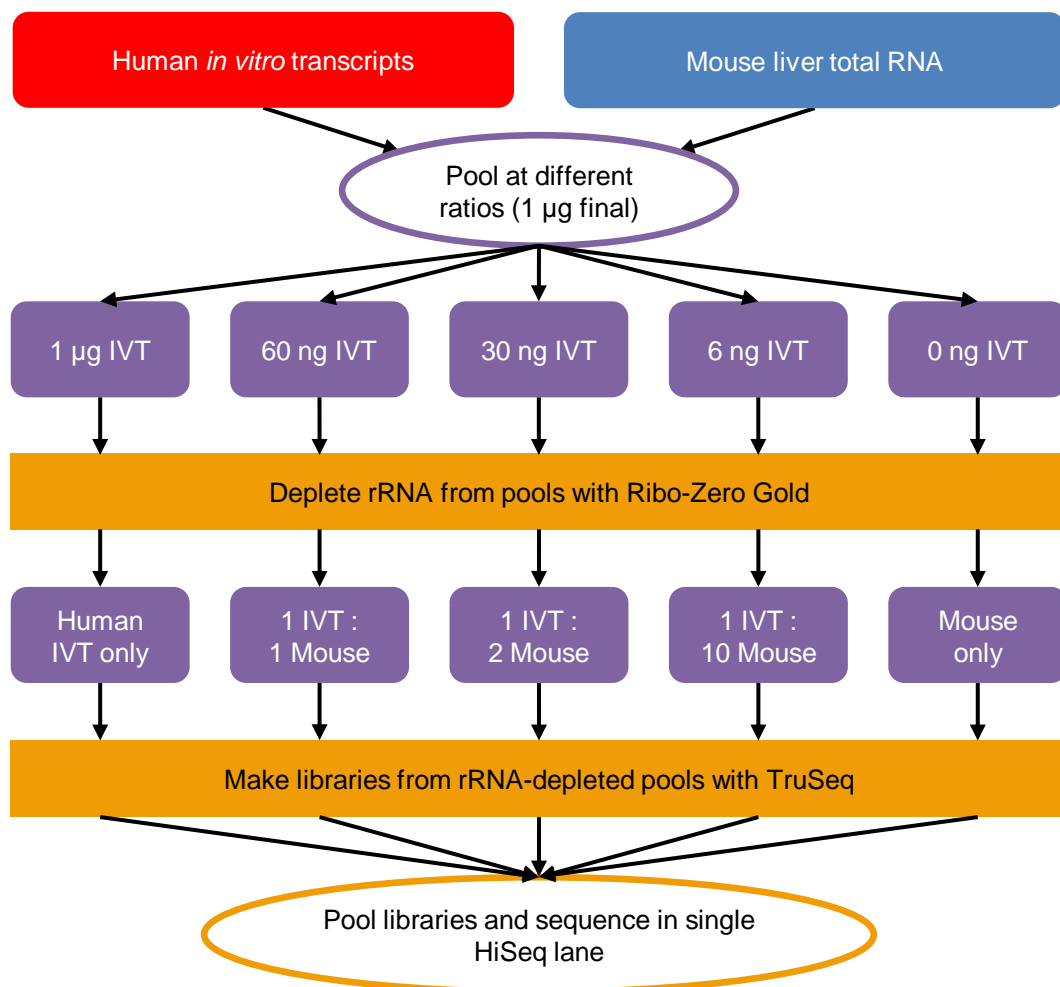 Human in vitro transcripts
Mouse liver total RNA
Pool at different
ratios (1 µg final)
1 µg IVT
60 ng IVT
30 ng IVT
6 ng IVT
0 ng IVT
Deplete rRNA from pools with Ribo-Zero Gold
Human
IVT only
1 IVT :
1 Mouse
1 IVT :
2 Mouse
1 IVT :
10 Mouse
Mouse
only
Make libraries from rRNA-depleted pools with TruSeq
Pool libraries and sequence in single
HiSeq lane